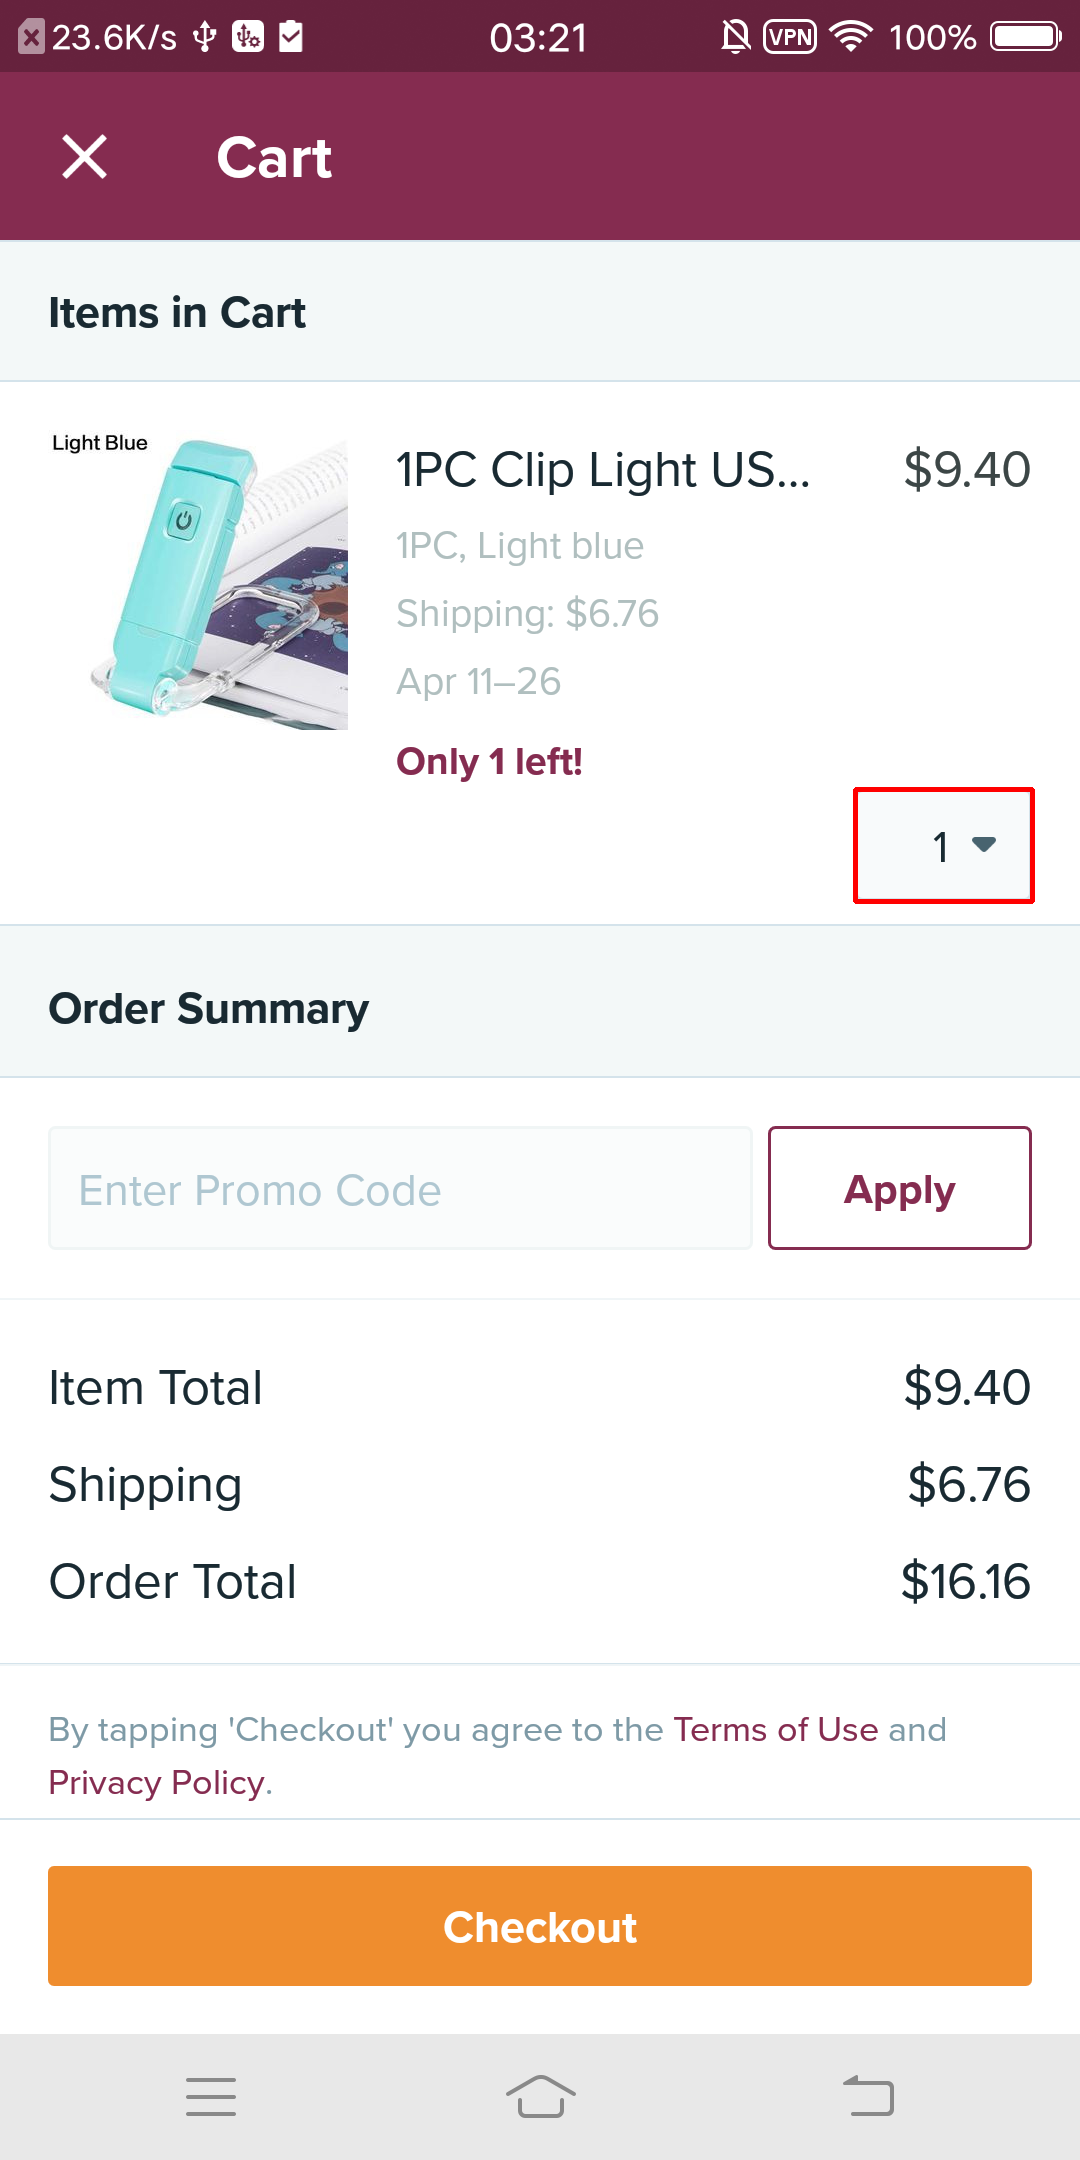 23.6K/s 03:21 VPN 100%
Cart
Items in Cart
Light Blue
1PC Clip Light US... $9.40
1PC, Light blue
Shipping: $6.76
Apr 11–26
Only 1 left!
1
Order Summary
Enter Promo Code Apply
Item Total $9.40
Shipping $6.76
Order Total $16.16
By tapping 'Checkout' you agree to the Terms of Use and
Privacy Policy.
Checkout